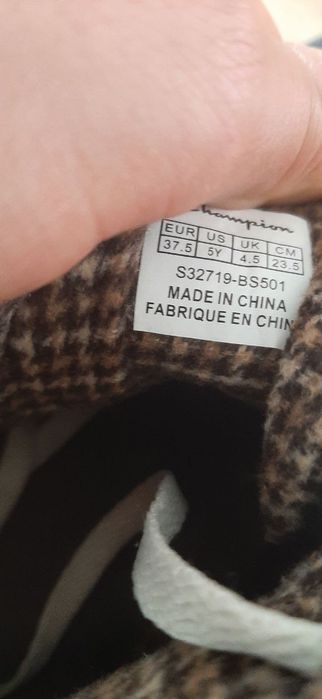 Champion
EUR US UK CM
37.5 5Y 4.5 23.5
S32719-BS501
MADE IN CHINA
FABRIQUE EN CHIN